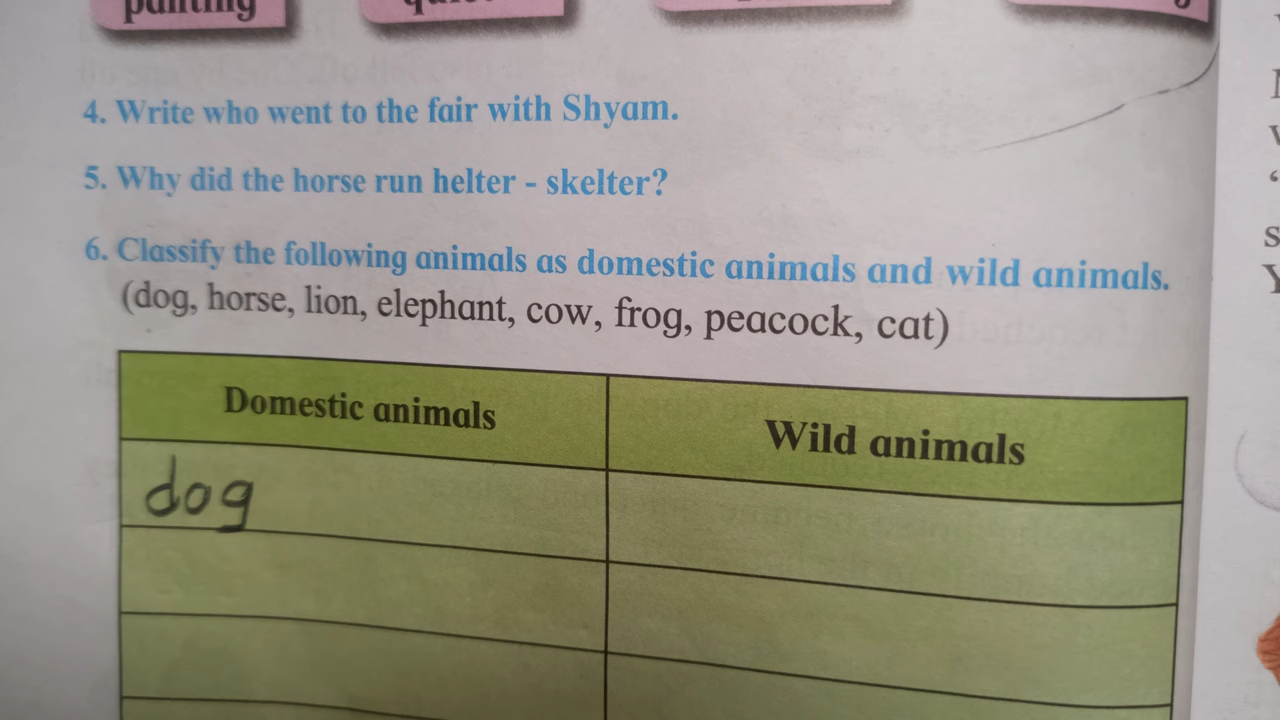 4. Write who went to the fair with Shyam.
5. Why did the horse run helter - skelter?
6. Classify the following animals as domestic animals and wild animals.
(dog, horse, lion, elephant, cow, frog, peacock, cat)
Domestic animals Wild animals
dog